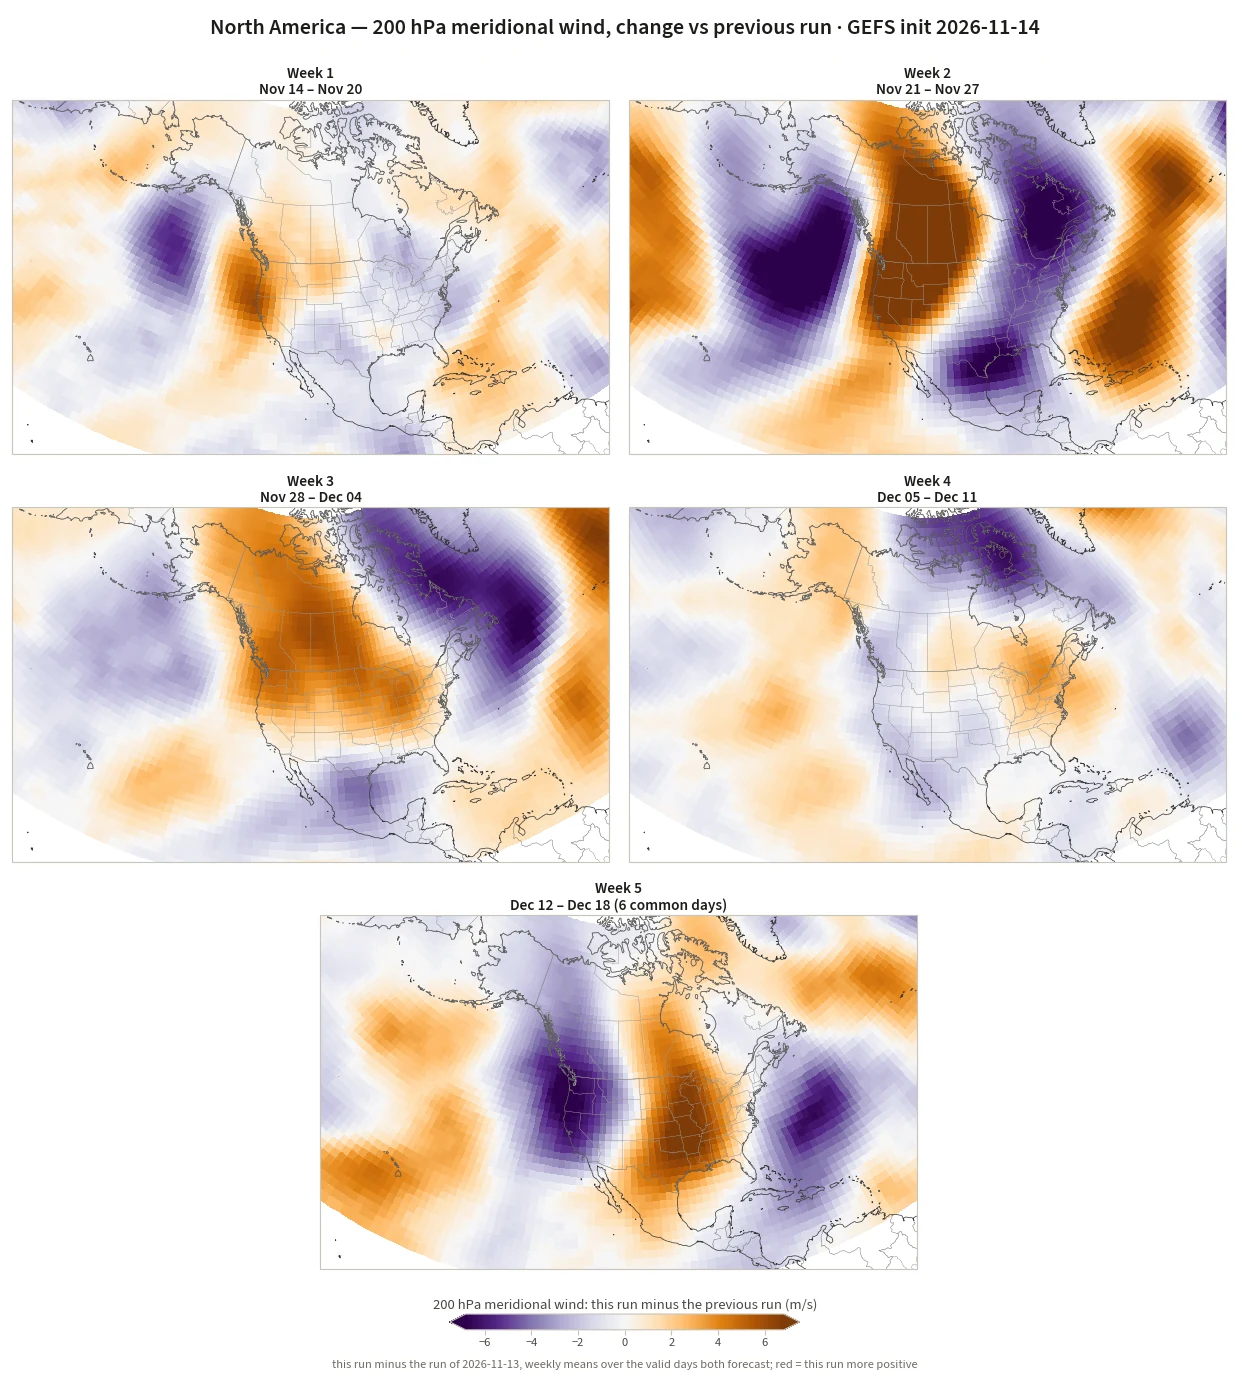 North America — 200 hPa meridional wind, change vs previous run · GEFS init 2026-11-14
Week 1
Nov 14 – Nov 20
Week 2
Nov 21 – Nov 27
Week 3
Nov 28 – Dec 04
Week 4
Dec 05 – Dec 11
Week 5
Dec 12 – Dec 18 (6 common days)
200 hPa meridional wind: this run minus the previous run (m/s)
−6 −4 −2 0 2 4 6
this run minus the run of 2026-11-13, weekly means over the valid days both forecast; red = this run more positive